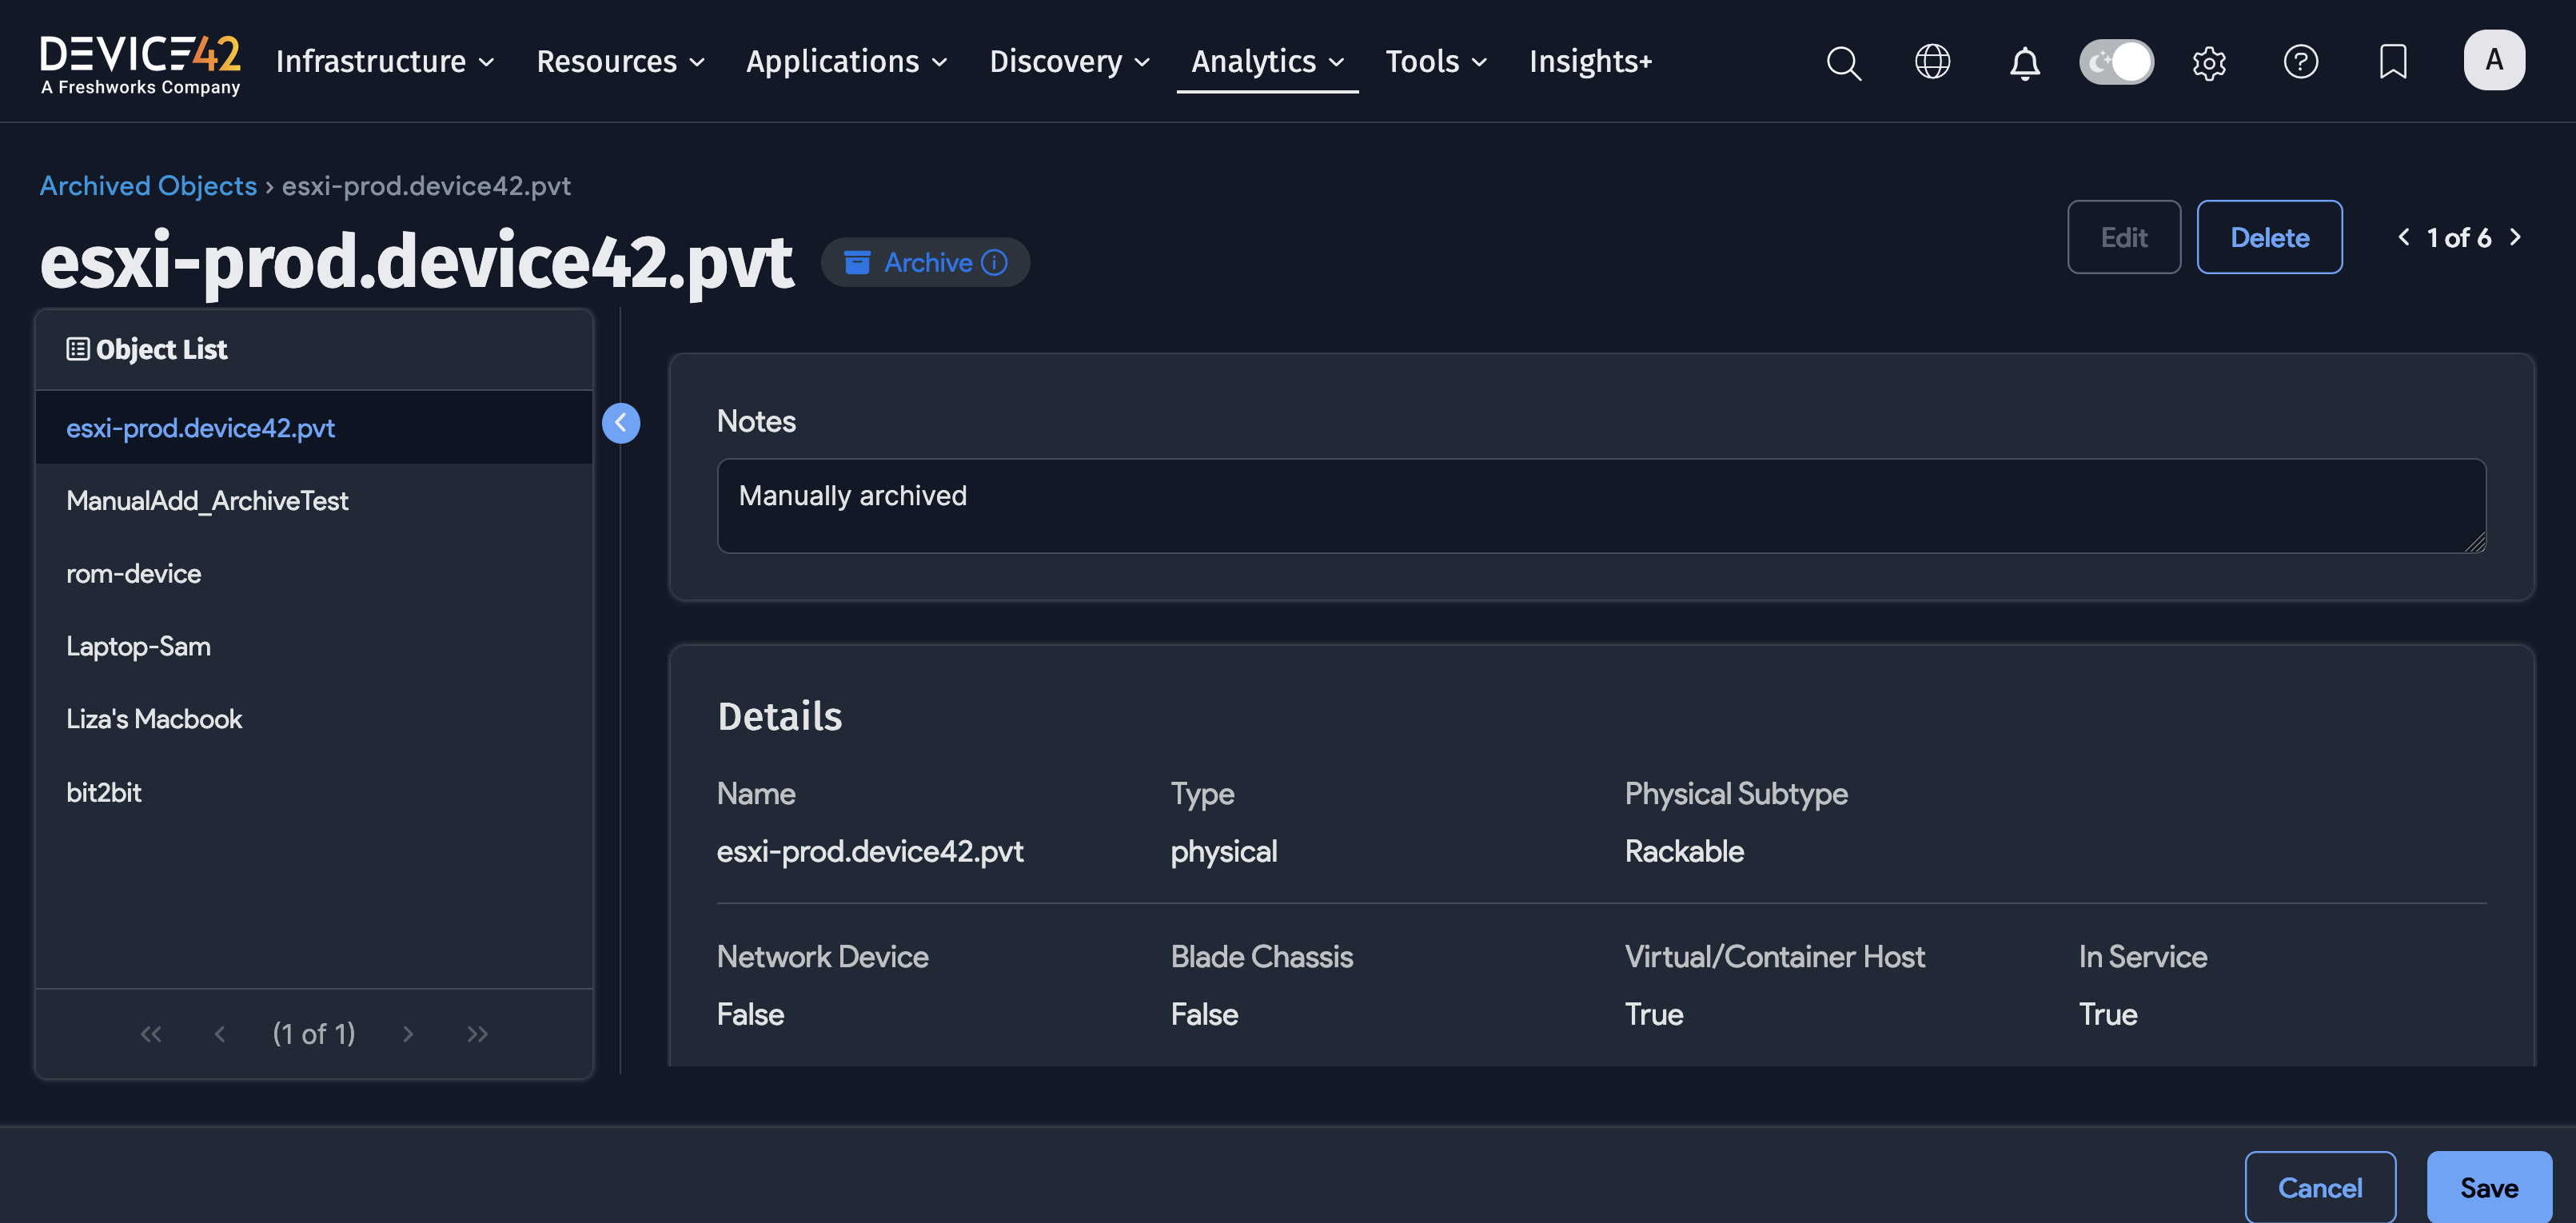 DEVICE42
A Freshworks Company
Infrastructure Resources Applications Discovery Analytics Tools Insights+
A
Archived Objects › esxi-prod.device42.pvt
esxi-prod.device42.pvt
Archive
Edit
Delete
1 of 6
Object List
esxi-prod.device42.pvt
ManualAdd_ArchiveTest
rom-device
Laptop-Sam
Liza's Macbook
bit2bit
(1 of 1)
Notes
Manually archived
Details
Name Type Physical Subtype
esxi-prod.device42.pvt physical Rackable
Network Device Blade Chassis Virtual/Container Host In Service
False False True True
Cancel
Save